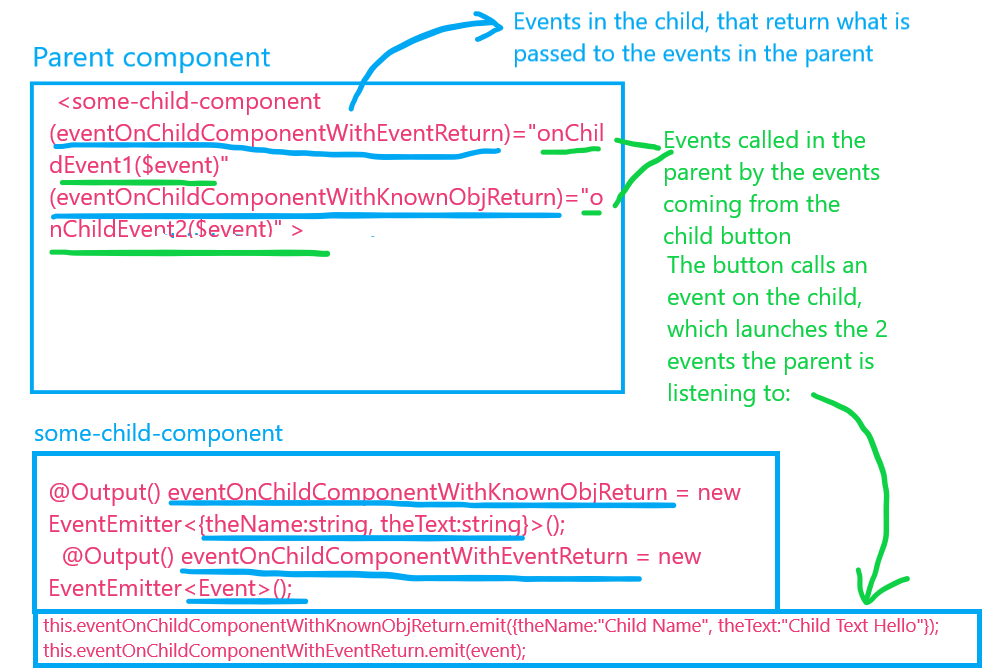 Events in the child, that return what is
passed to the events in the parent
Parent component
<some-child-component
(eventOnChildComponentWithEventReturn)="onChil
dEvent1($event)"
(eventOnChildComponentWithKnownObjReturn)="o
nChildEvent2($event)" >
Events called in the
parent by the events
coming from the
child button
The button calls an
event on the child,
which launches the 2
events the parent is
listening to:
some-child-component
@Output() eventOnChildComponentWithKnownObjReturn = new
EventEmitter<{theName:string, theText:string}>();
@Output() eventOnChildComponentWithEventReturn = new
EventEmitter<Event>();
this.eventOnChildComponentWithKnownObjReturn.emit({theName:"Child Name", theText:"Child Text Hello"});
this.eventOnChildComponentWithEventReturn.emit(event);